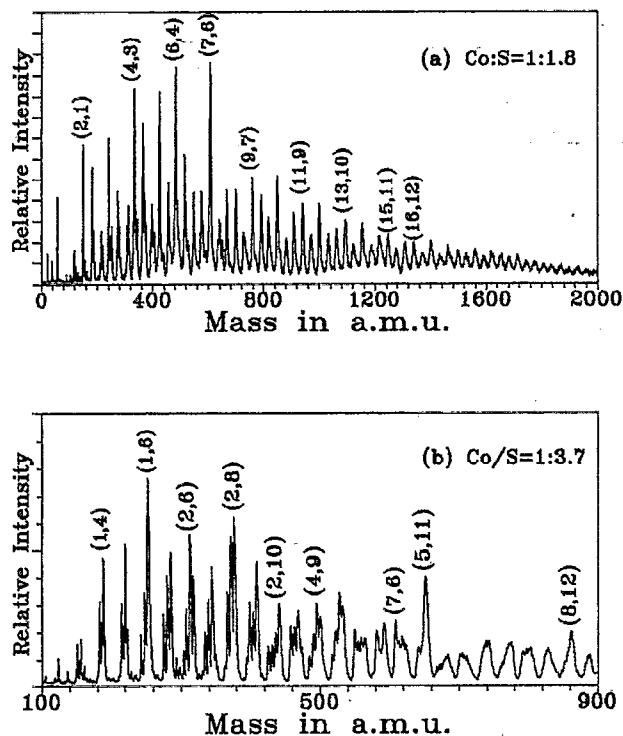 (a) Co:S=1:1.8
Relative Intensity
(2,1)
(4,3)
(6,4)
(7,6)
(9,7)
(11,9)
(13,10)
(15,11)
(16,12)
0 400 800 1200 1600 2000
Mass in a.m.u.
(b) Co/S=1:3.7
Relative Intensity
(1,4)
(1,6)
(2,6)
(2,8)
(2,10)
(4,9)
(7,6)
(5,11)
(8,12)
100 500 900
Mass in a.m.u.